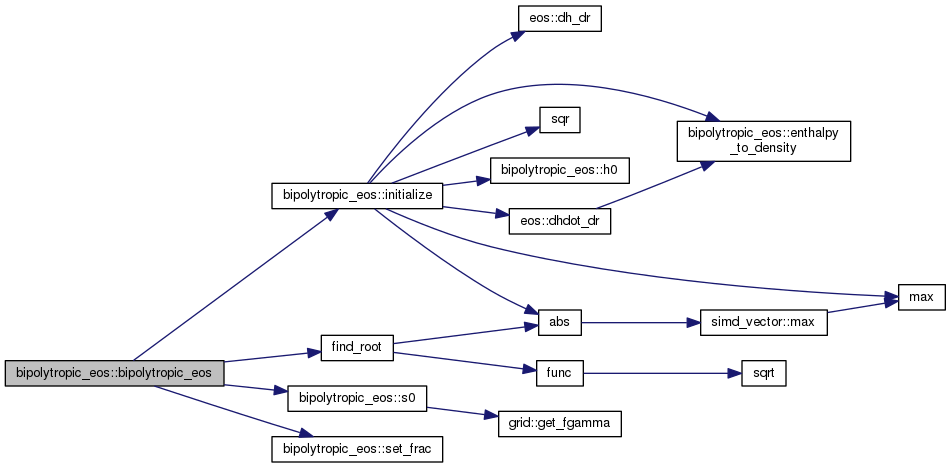 eos::dh_dr
sqr
bipolytropic_eos::enthalpy
_to_density
bipolytropic_eos::h0
bipolytropic_eos::initialize
eos::dhdot_dr
max
abs
simd_vector::max
find_root
bipolytropic_eos::bipolytropic_eos
func
sqrt
bipolytropic_eos::s0
grid::get_fgamma
bipolytropic_eos::set_frac